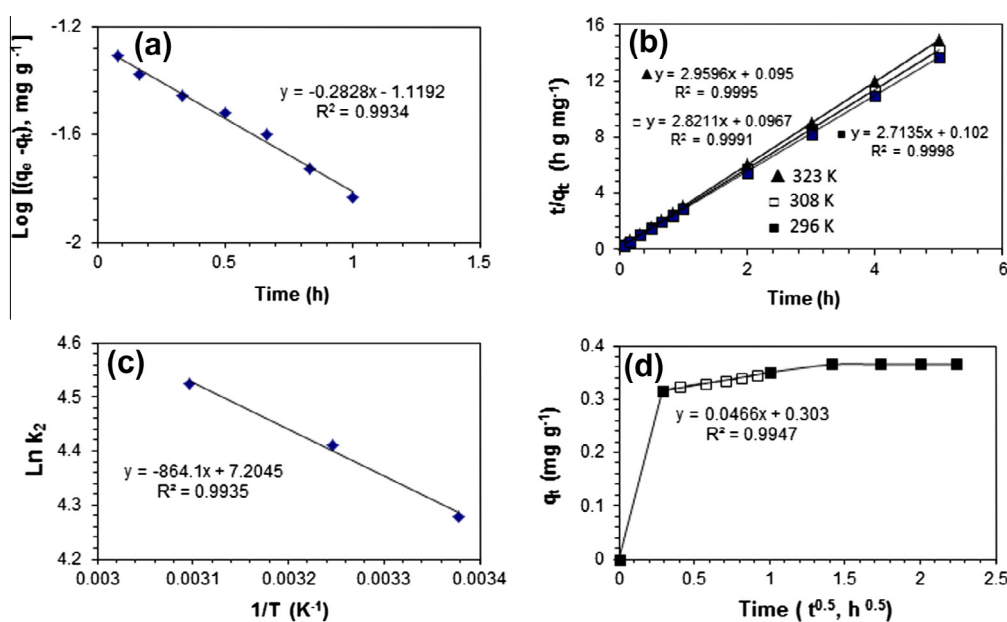 (a)
Log [(qe -qt), mg g -1 ]
-1.2
-1.6
-2
y = -0.2828x - 1.1192
R² = 0.9934
0
0.5
1
1.5
Time (h)
(b)
t/qt (h g mg-1)
16
12
8
4
0
▲ y = 2.9596x + 0.095
R² = 0.9995
□ y = 2.8211x + 0.0967
R² = 0.9991
■ y = 2.7135x + 0.102
R² = 0.9998
▲ 323 K
□ 308 K
■ 296 K
0
2
4
6
Time (h)
(c)
Ln k2
4.6
4.5
4.4
4.3
4.2
y = -864.1x + 7.2045
R² = 0.9935
0.003
0.0031
0.0032
0.0033
0.0034
1/T (K-1)
(d)
qt (mg g-1)
0.4
0.3
0.2
0.1
0
y = 0.0466x + 0.303
R² = 0.9947
0
0.5
1.0
1.5
2
2.5
Time ( t0.5, h 0.5)